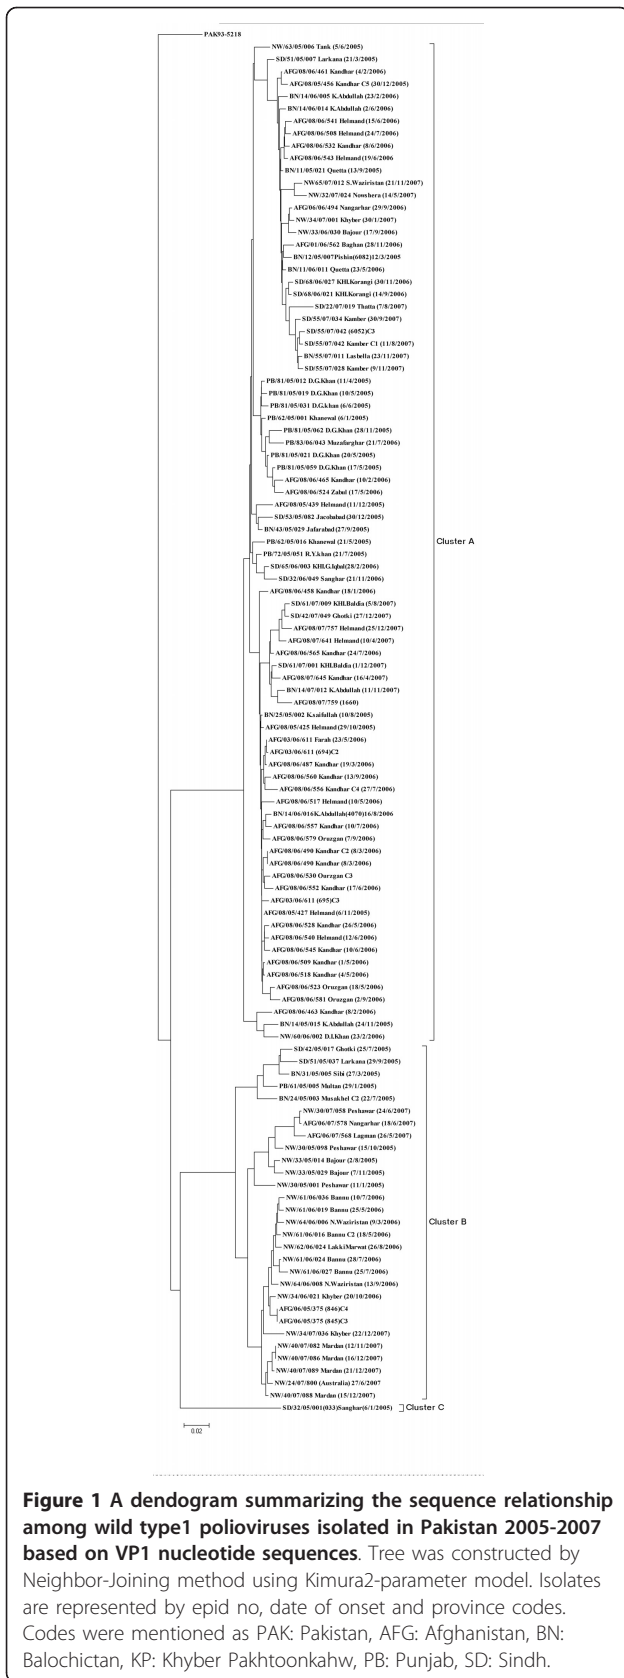 PAK93-5218
NW/63/05/006 Tank (5/6/2005)
SD/51/05/007 Larkana (21/3/2005)
AFG/08/06/461 Kandhar (4/2/2006)
AFG/08/05/456 Kandhar C5 (30/12/2005)
BN/14/06/005 K.Abdullah (23/2/2006)
BN/14/06/014 K.Abdullah (2/6/2006)
AFG/08/06/541 Helmand (15/6/2006)
AFG/08/06/508 Helmand (24/7/2006)
AFG/08/06/532 Kandhar (8/6/2006)
AFG/08/06/543 Helmand (19/6/2006
BN/11/05/021 Quetta (13/9/2005)
NW65/07/012 S.Waziristan (21/11/2007)
NW/32/07/024 Nowshera (14/5/2007)
AFG/06/06/494 Nangarhar (29/9/2006)
NW/34/07/001 Khyber (30/1/2007)
NW/33/06/030 Bajour (17/9/2006)
AFG/01/06/562 Baghan (28/11/2006)
BN/12/05/007Pishin(6082)12/3/2005
BN/11/06/011 Quetta (23/5/2006)
SD/68/06/027 KHI.Korangi (30/11/2006)
SD/68/06/021 KHI.Korangi (14/9/2006)
SD/22/07/019 Thatta (7/8/2007)
SD/55/07/034 Kamber (30/9/2007)
SD/55/07/042 (6052)C3
SD/55/07/042 Kamber C1 (11/8/2007)
BN/55/07/011 Lasbella (23/11/2007)
SD/55/07/028 Kamber (9/11/2007)
PB/81/05/012 D.G.Khan (11/4/2005)
PB/81/05/019 D.G.Khan (10/5/2005)
PB/81/05/031 D.G.khan (6/6/2005)
PB/62/05/001 Khanewal (6/1/2005)
PB/81/05/062 D.G.Khan (28/11/2005)
PB/83/06/043 Muzafarghar (21/7/2006)
PB/81/05/021 D.G.Khan (20/5/2005)
PB/81/05/059 D.G.Khan (17/5/2005)
AFG/08/06/465 Kandhar (10/2/2006)
AFG/08/06/524 Zabul (17/5/2006)
AFG/08/05/439 Helmand (11/12/2005)
SD/53/05/082 Jacobabad (30/12/2005)
BN/43/05/029 Jafarabad (27/9/2005)
Cluster A
PB/62/05/016 Khanewal (21/5/2005)
PB/72/05/051 R.Y.khan (21/7/2005)
SD/65/06/003 KHI.G.Iqbal(28/2/2006)
SD/32/06/049 Sanghar (21/11/2006)
AFG/08/06/458 Kandhar (18/1/2006)
SD/61/07/009 KHI.Baldia (5/8/2007)
SD/42/07/049 Ghotki (27/12/2007)
AFG/08/07/757 Helmand (25/12/2007)
AFG/08/07/641 Helmand (10/4/2007)
AFG/08/06/565 Kandhar (24/7/2006)
SD/61/07/001 KHI.Baldia (1/12/2007)
AFG/08/07/645 Kandhar (16/4/2007)
BN/14/07/012 K.Abdullah (11/11/2007)
AFG/08/07/759 (1660)
BN/25/05/002 K.saifullah (10/8/2005)
AFG/08/05/425 Helmand (29/10/2005)
AFG/03/06/611 Farah (23/5/2006)
AFG/03/06/611 (694)C2
AFG/08/06/487 Kandhar (19/3/2006)
AFG/08/06/560 Kandhar (13/9/2006)
AFG/08/06/556 Kandhar C4 (27/7/2006)
AFG/08/06/517 Helmand (10/5/2006)
BN/14/06/016K.Abdullah(4070)16/8/2006
AFG/08/06/557 Kandhar (10/7/2006)
AFG/08/06/579 Oruzgan (7/9/2006)
AFG/08/06/490 Kandhar C2 (8/3/2006)
AFG/08/06/490 Kandhar (8/3/2006)
AFG/08/06/530 Ourzgan C3
AFG/08/06/552 Kandhar (17/6/2006)
AFG/03/06/611 (695)C3
AFG/08/05/427 Helmand (6/11/2005)
AFG/08/06/528 Kandhar (26/5/2006)
AFG/08/06/540 Helmand (12/6/2006)
AFG/08/06/545 Kandhar (10/6/2006)
AFG/08/06/509 Kandhar (1/5/2006)
AFG/08/06/518 Kandhar (4/5/2006)
AFG/08/06/523 Oruzgan (18/5/2006)
AFG/08/06/581 Oruzgan (2/9/2006)
AFG/08/06/463 Kandhar (8/2/2006)
BN/14/05/015 K.Abdullah (24/11/2005)
NW/60/06/002 D.I.Khan (23/2/2006)
SD/42/05/017 Ghotki (25/7/2005)
SD/51/05/037 Larkana (29/9/2005)
BN/31/05/005 Sibi (27/3/2005)
PB/61/05/005 Multan (29/1/2005)
BN/24/05/003 Musakhel C2 (22/7/2005)
NW/30/07/058 Peshawar (24/6/2007)
AFG/06/07/578 Nangarhar (18/6/2007)
AFG/06/07/568 Lagman (26/5/2007)
NW/30/05/098 Peshawar (15/10/2005)
NW/33/05/014 Bajour (2/8/2005)
NW/33/05/029 Bajour (7/11/2005)
NW/30/05/001 Peshawar (11/1/2005)
NW/61/06/036 Bannu (10/7/2006)
NW/61/06/019 Bannu (25/5/2006)
NW/64/06/006 N.Waziristan (9/3/2006)
Cluster B
NW/61/06/016 Bannu C2 (18/5/2006)
NW/62/06/024 LakkiMarwat (26/8/2006)
NW/61/06/024 Bannu (28/7/2006)
NW/61/06/027 Bannu (25/7/2006)
NW/64/06/008 N.Waziristan (13/9/2006)
NW/34/06/021 Khyber (20/10/2006)
AFG/06/05/375 (846)C4
AFG/06/05/375 (845)C3
NW/34/07/036 Khyber (22/12/2007)
NW/40/07/082 Mardan (12/11/2007)
NW/40/07/086 Mardan (16/12/2007)
NW/40/07/089 Mardan (21/12/2007)
NW/24/07/800 (Australia) 27/6/2007
NW/40/07/088 Mardan (15/12/2007)
SD/32/05/001(033)Sanghar(6/1/2005)
Cluster C
0.02
Figure 1 A dendogram summarizing the sequence relationship
among wild type1 polioviruses isolated in Pakistan 2005-2007
based on VP1 nucleotide sequences. Tree was constructed by
Neighbor-Joining method using Kimura2-parameter model. Isolates
are represented by epid no, date of onset and province codes.
Codes were mentioned as PAK: Pakistan, AFG: Afghanistan, BN:
Balochictan, KP: Khyber Pakhtoonkahw, PB: Punjab, SD: Sindh.